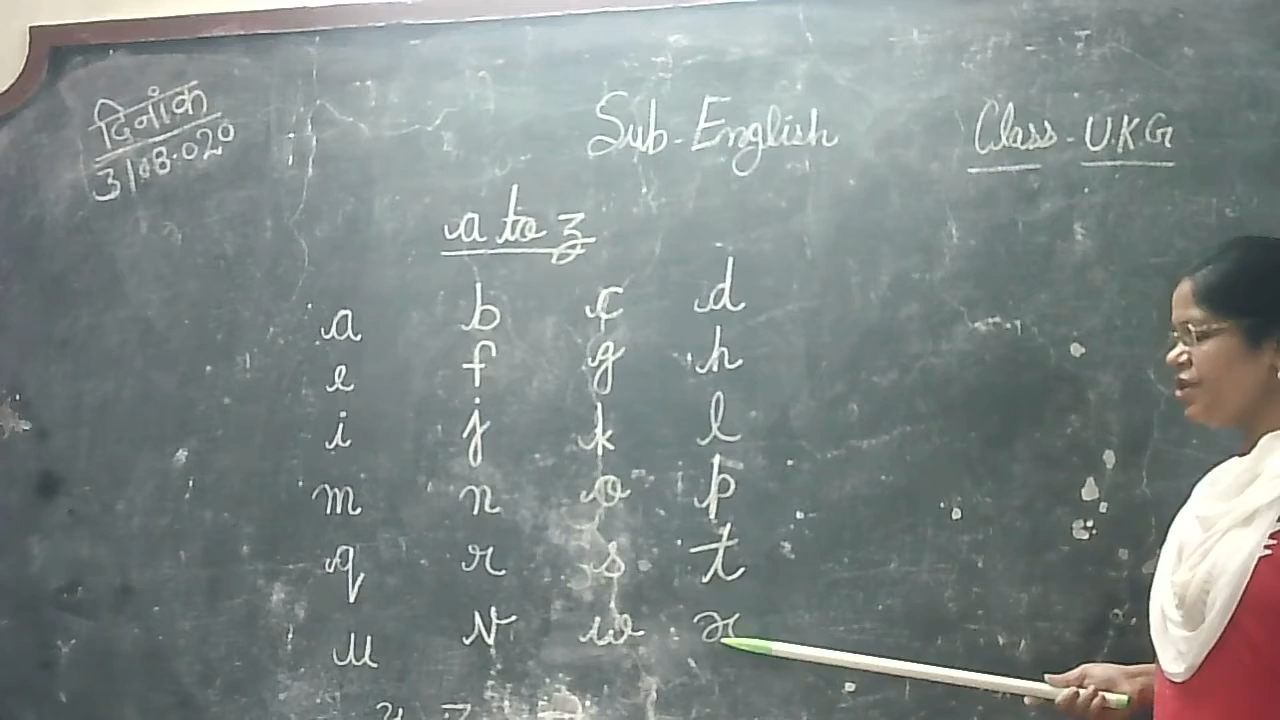 दिनांक
31.08.020
Sub-English
Class-U.K.G
a to z
a b c d
e f g h
i j k l
m n o p
q r s t
u v w x
y z